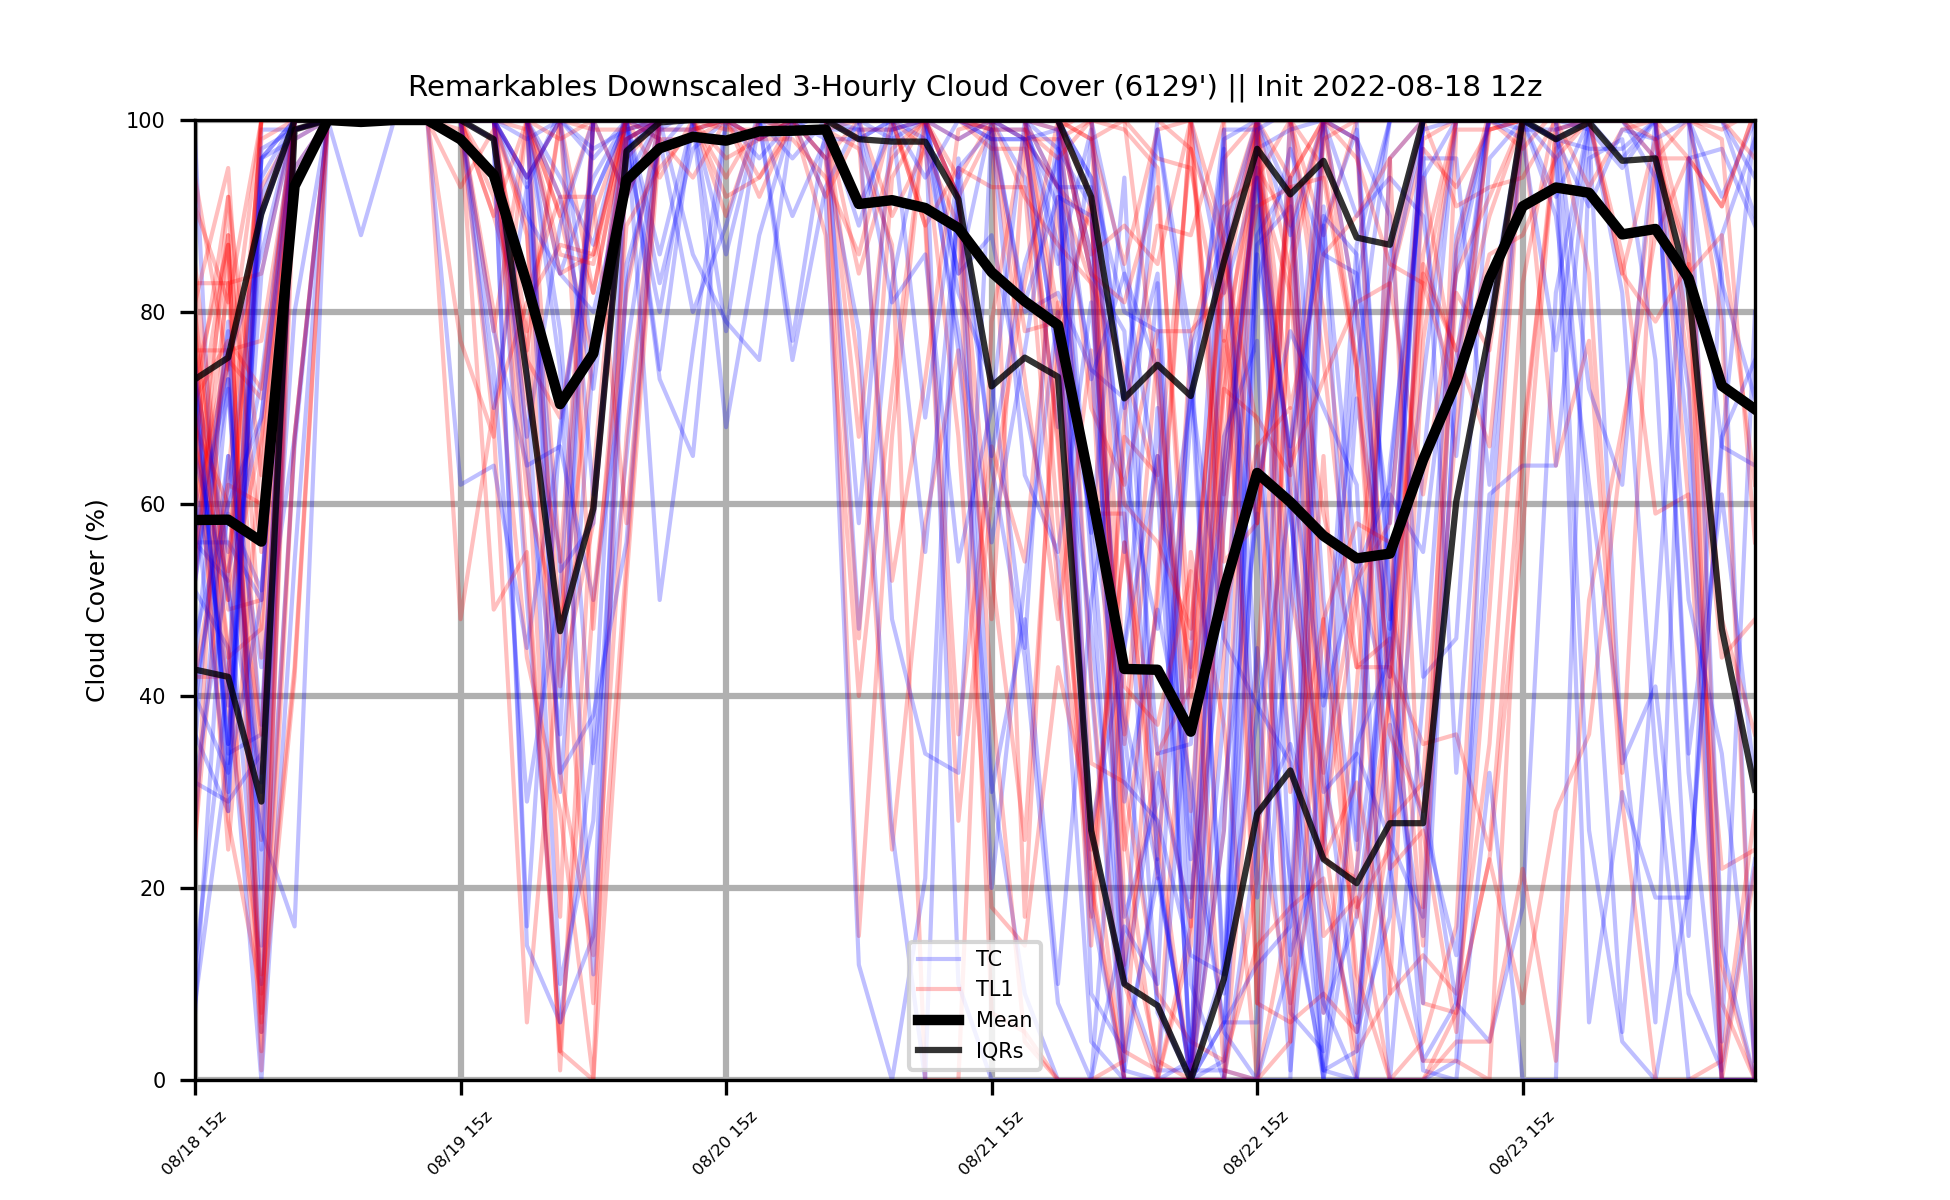 Remarkables Downscaled 3-Hourly Cloud Cover (6129') || Init 2022-08-18 12z
Cloud Cover (%)
100
80
60
40
20
0
TC
TL1
Mean
IQRs
08/18 15z
08/19 15z
08/20 15z
08/21 15z
08/22 15z
08/23 15z